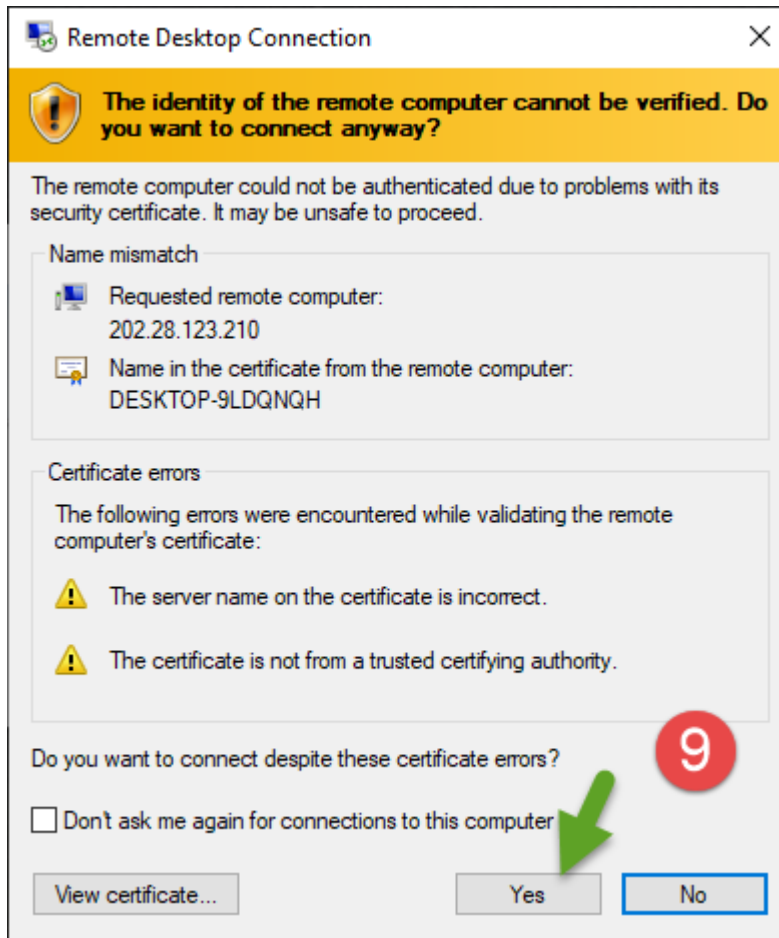 Remote Desktop Connection
The identity of the remote computer cannot be verified. Do
you want to connect anyway?
The remote computer could not be authenticated due to problems with its
security certificate. It may be unsafe to proceed.
Name mismatch
Requested remote computer:
202.28.123.210
Name in the certificate from the remote computer:
DESKTOP-9LDQNQH
Certificate errors
The following errors were encountered while validating the remote
computer's certificate:
The server name on the certificate is incorrect.
The certificate is not from a trusted certifying authority.
Do you want to connect despite these certificate errors?
9
Don't ask me again for connections to this computer
View certificate...
Yes
No